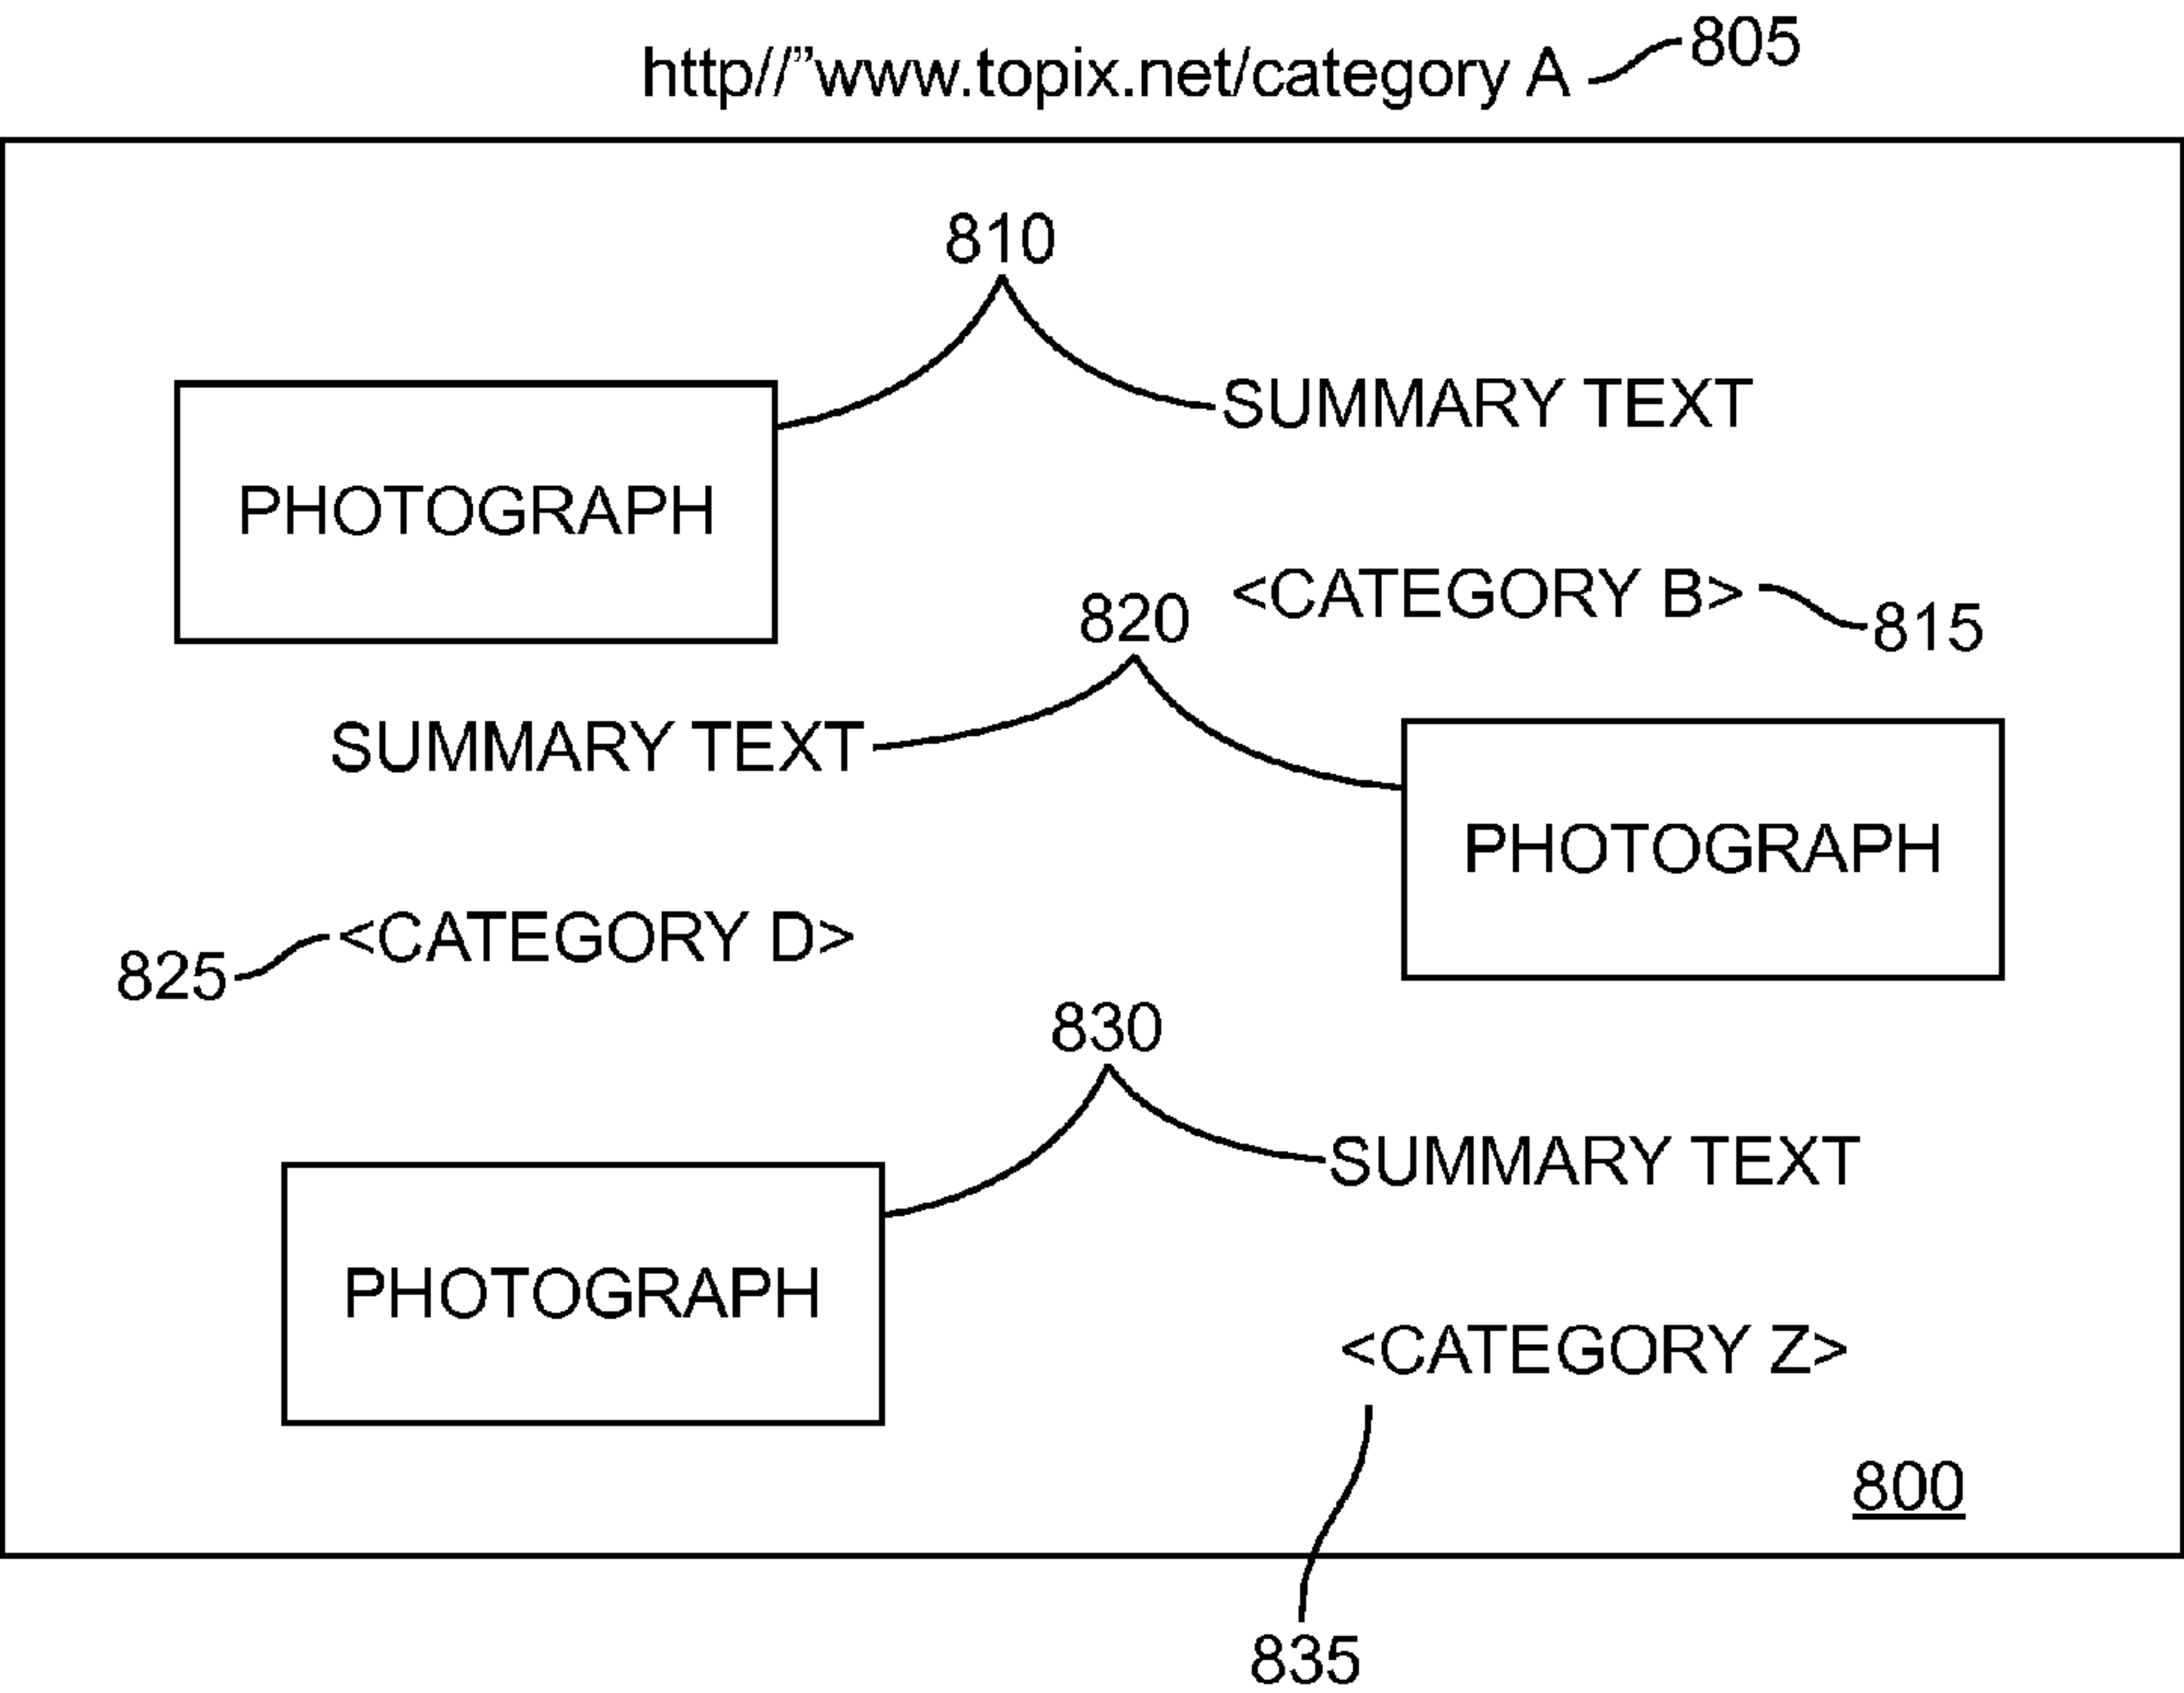 http//”www.topix.net/category A 805
810
SUMMARY TEXT
PHOTOGRAPH
<CATEGORY B>
820
815
SUMMARY TEXT
PHOTOGRAPH
<CATEGORY D>
825
830
SUMMARY TEXT
PHOTOGRAPH
<CATEGORY Z>
800
835